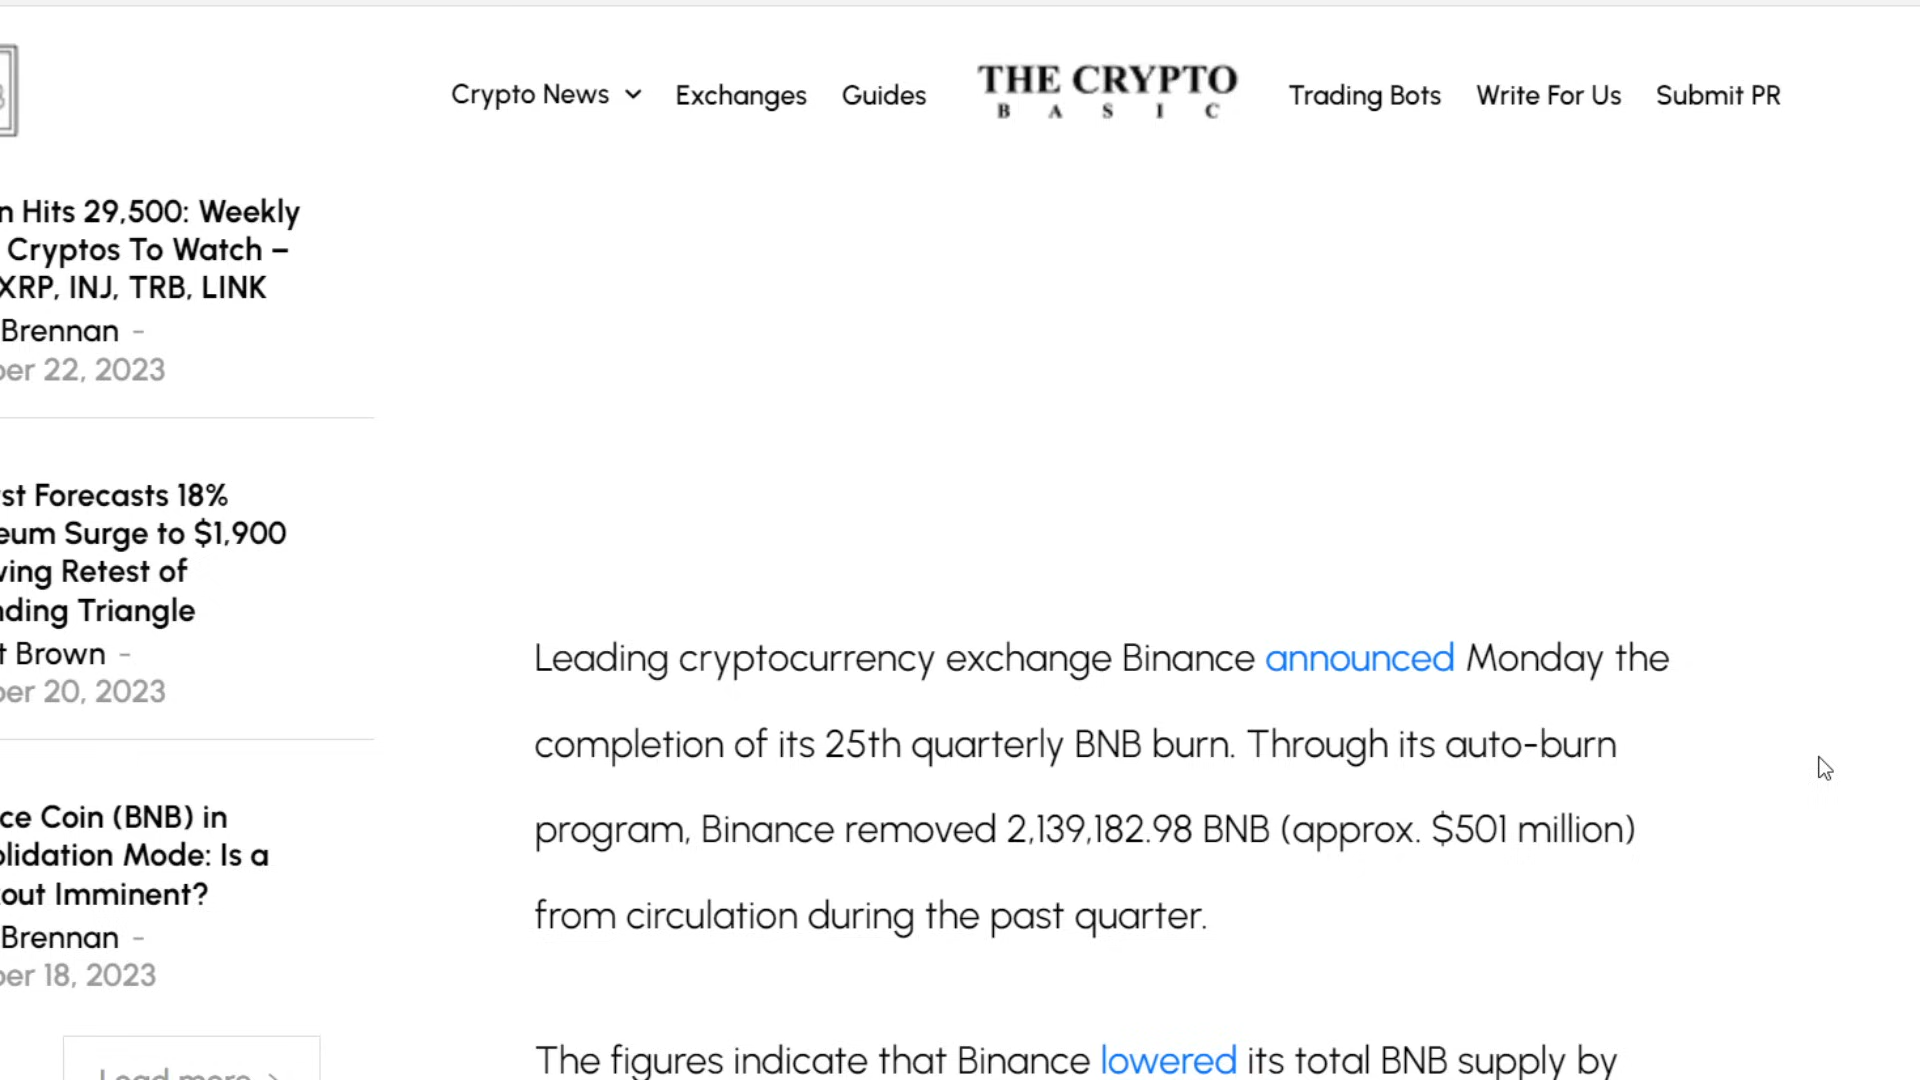 Crypto News Exchanges Guides THE CRYPTO Trading Bots Write For Us Submit PR
B A S I C
n Hits 29,500: Weekly
Cryptos To Watch –
XRP, INJ, TRB, LINK
Brennan -
ber 22, 2023
st Forecasts 18%
eum Surge to $1,900
ving Retest of
nding Triangle
t Brown -
ber 20, 2023
ce Coin (BNB) in
olidation Mode: Is a
out Imminent?
Brennan -
ber 18, 2023
Load more >
Leading cryptocurrency exchange Binance announced Monday the
completion of its 25th quarterly BNB burn. Through its auto-burn
program, Binance removed 2,139,182.98 BNB (approx. $501 million)
from circulation during the past quarter.
The figures indicate that Binance lowered its total BNB supply by